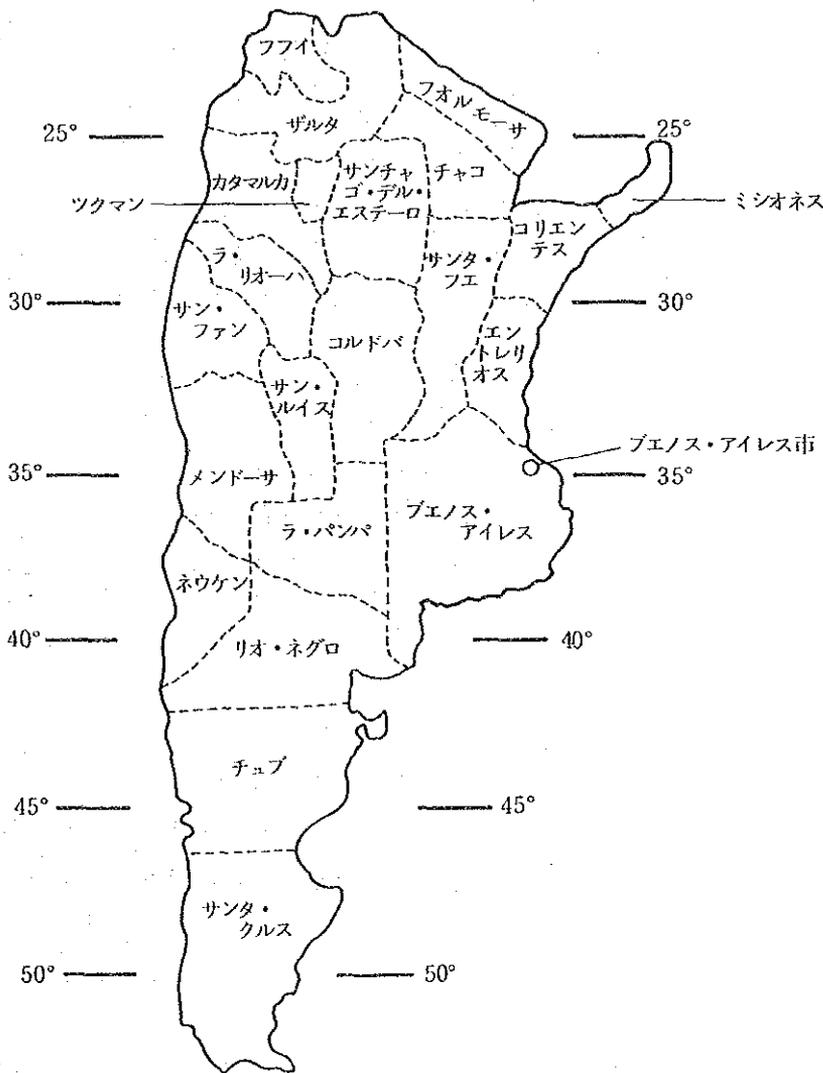 フフイ
フオルモーサ
ザルタ
25°
25°
カタマルカ
サンチャ
ゴ・デル・
エステーロ
チャコ
ツクマン
ミシオネス
コリエン
テス
ラ・
リオーハ
サンタ・
フエ
30°
30°
サン・
ファン
コルドバ
エン
トレリ
オス
サン・
ルイス
ブエノス・アイレス市
35°
35°
メンドーサ
ブエノス・
アイレス
ラ・パンパ
ネウケン
40°
40°
リオ・ネグロ
チュブ
45°
45°
サンタ・
クルス
50°
50°